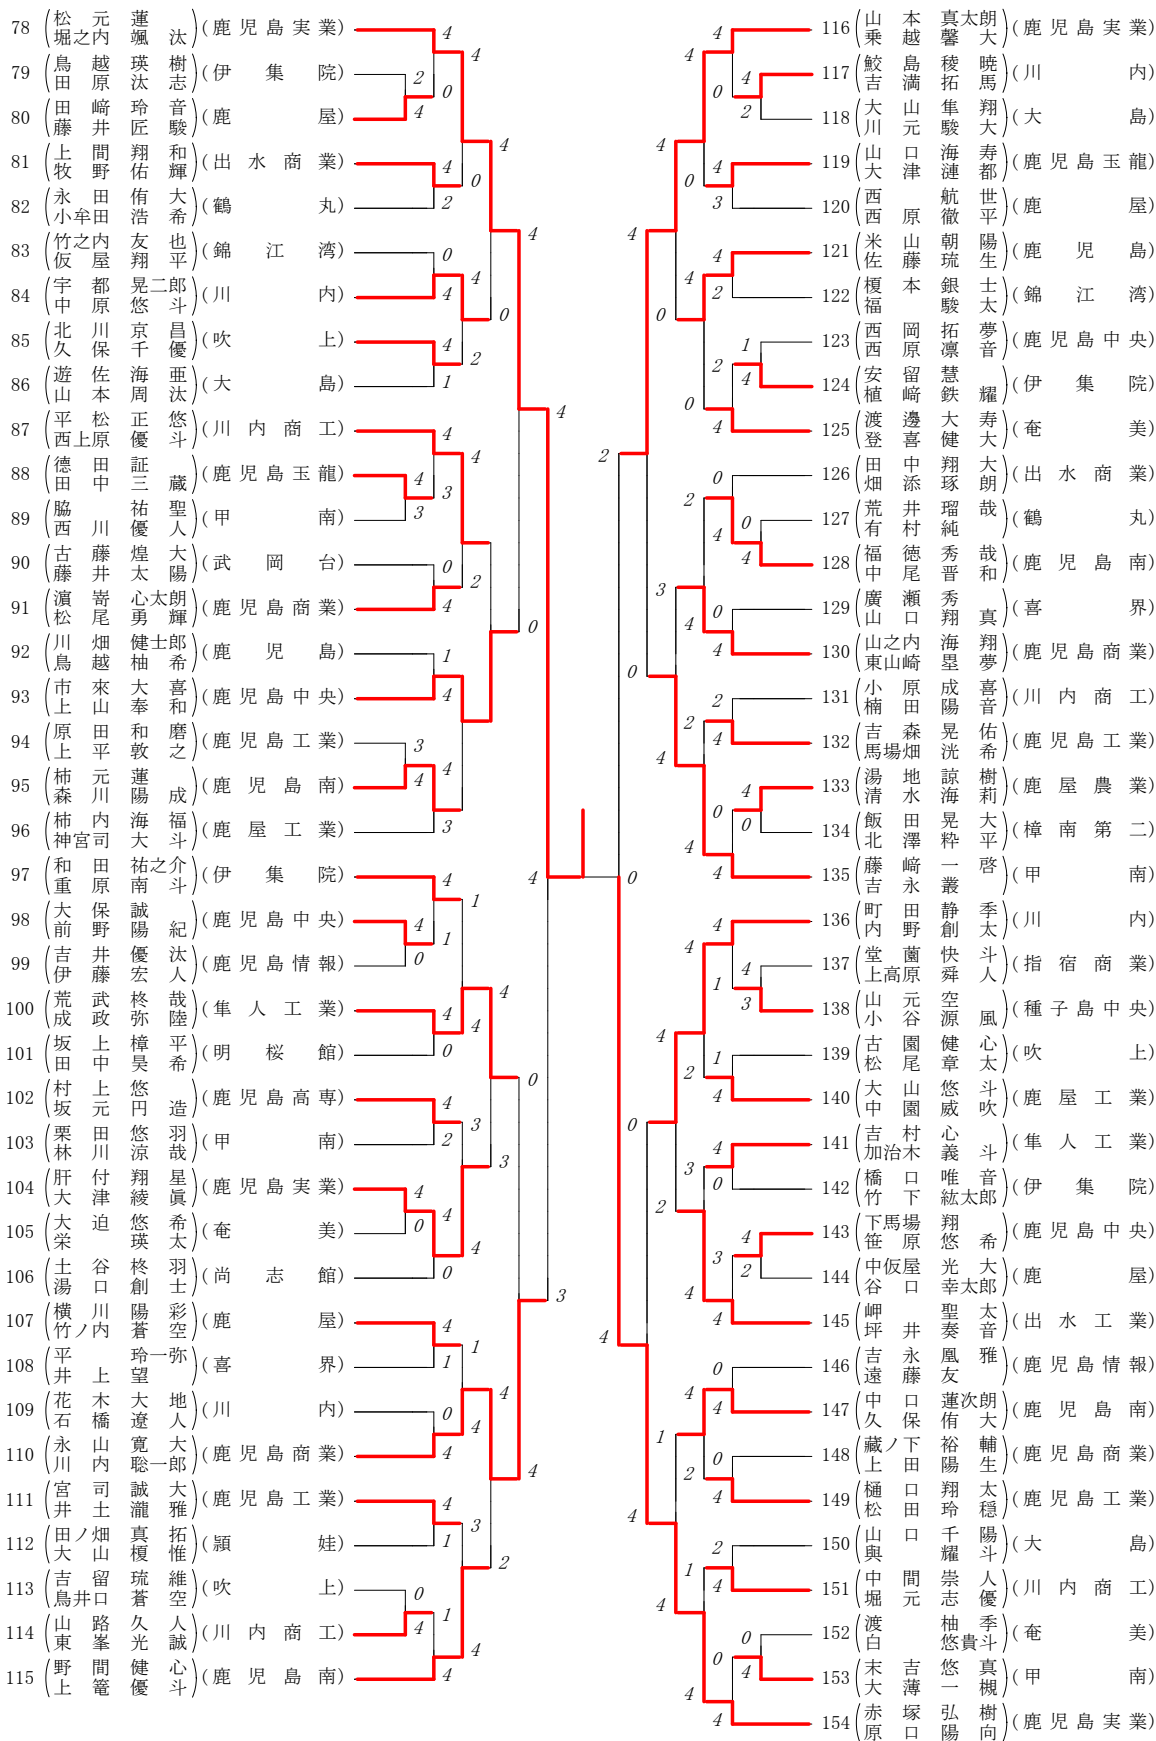 78 松元蓮 堀之内颯汰 (鹿児島実業)
79 鳥越瑛樹 田原汰志 (伊集院)
80 田﨑玲音 藤井匠駿 (鹿屋)
81 上間翔和 牧野佑輝 (出水商業)
82 永田侑大 小牟田浩希 (鶴丸)
83 竹之内友也 仮屋翔平 (錦江湾)
84 宇都晃二郎 中原悠斗 (川内)
85 北川京昌 久保千優 (吹上)
86 遊佐海亜 山本周汰 (大島)
87 平松正悠 西上原優斗 (川内商工)
88 德田証 田中三蔵 (鹿児島玉龍)
89 脇祐聖 西川優人 (甲南)
90 古藤煌大 藤井太陽 (武岡台)
91 濵嵜心太朗 松尾勇輝 (鹿児島商業)
92 川畑健士郎 鳥越柚希 (鹿児島)
93 市來大喜 上山奉和 (鹿児島中央)
94 原田和磨 上平敦之 (鹿児島工業)
95 柿元蓮 森川陽成 (鹿児島南)
96 柿内海福 神宮司大斗 (鹿屋工業)
97 和田祐之介 重原南斗 (伊集院)
98 大保誠 前野陽紀 (鹿児島中央)
99 吉井優汰 伊藤宏人 (鹿児島情報)
100 荒武柊哉 成政弥陸 (隼人工業)
101 坂上樟平 田中昊希 (明桜館)
102 村上悠 坂元円造 (鹿児島高専)
103 栗田悠羽 林川涼哉 (甲南)
104 肝付翔星 大津綾眞 (鹿児島実業)
105 大迫悠希 栄瑛太 (奄美)
106 土谷柊羽 湯口創士 (尚志館)
107 横川陽彩 竹ノ内蒼空 (鹿屋)
108 平玲一弥 井上望 (喜界)
109 花木大地 石橋遼人 (川内)
110 永山寛大 川内聡一郎 (鹿児島商業)
111 宮司誠大 井土瀧雅 (鹿児島工業)
112 田ノ畑真拓 大山榎惟 (頴娃)
113 吉留琉維 鳥井口蒼空 (吹上)
114 山路久人 東峯光誠 (川内商工)
115 野間健心 上篭優斗 (鹿児島南)
116 山本真太朗 乗越馨大 (鹿児島実業)
117 鮫島稜暁 吉満拓馬 (川内)
118 大山隼翔 川元駿大 (大島)
119 山口海寿 大津漣都 (鹿児島玉龍)
120 西航世 西原徹平 (鹿屋)
121 米山朝陽 佐藤琉生 (鹿児島)
122 榎本銀士 福駿太 (錦江湾)
123 西岡拓夢 西原凛音 (鹿児島中央)
124 安留慧 植﨑鉄耀 (伊集院)
125 渡邊大寿 登喜健大 (奄美)
126 田中翔大 畑添琢朗 (出水商業)
127 荒井瑠哉 有村純 (鶴丸)
128 福徳秀哉 中尾晋和 (鹿児島南)
129 廣瀬秀 山口翔真 (喜界)
130 山之内海翔 東山崎塁夢 (鹿児島商業)
131 小原成喜 楠田陽音 (川内商工)
132 吉森晃佑 馬場畑洸希 (鹿児島工業)
133 湯地諒樹 清水海莉 (鹿屋農業)
134 飯田晃大 北澤粋平 (樟南第二)
135 藤﨑一啓 吉永叢 (甲南)
136 町田静季 内野創太 (川内)
137 堂薗快斗 上高原舜人 (指宿商業)
138 山元空 小谷源風 (種子島中央)
139 古園健心 松尾章太 (吹上)
140 大山悠斗 中園威吹 (鹿屋工業)
141 吉村心 加治木義斗 (隼人工業)
142 橋口唯音 竹下紘太郎 (伊集院)
143 下馬場翔 笹原悠希 (鹿児島中央)
144 中仮屋光大 谷口幸太郎 (鹿屋)
145 岬聖太 坪井奏音 (出水工業)
146 吉永凰雅 遠藤友 (鹿児島情報)
147 中口蓮次朗 久保侑大 (鹿児島南)
148 蔵ノ下裕輔 上田陽生 (鹿児島商業)
149 樋口翔太 松田玲穏 (鹿児島工業)
150 山口千陽 與耀斗 (大島)
151 中間崇人 堀元志優 (川内商工)
152 渡柚季 白悠貴斗 (奄美)
153 末吉悠真 大薄一槻 (甲南)
154 赤塚弘樹 原口陽向 (鹿児島実業)